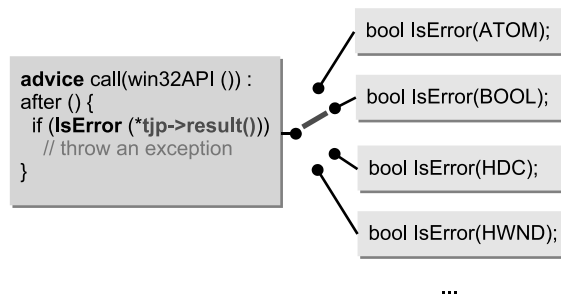 advice call(win32API ()) :
after () {
if (IsError (*tjp->result()))
// throw an exception
}
bool IsError(ATOM);
bool IsError(BOOL);
bool IsError(HDC);
bool IsError(HWND);
...